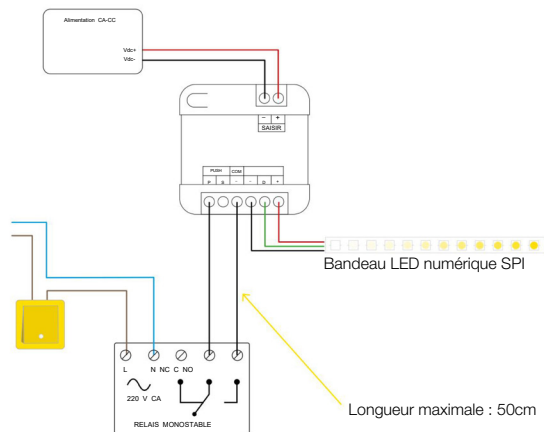 Alimentation CA-CC
Vdc+
Vdc-
− +
SAISIR
PUSH COM
P S - - D +
Bandeau LED numérique SPI
L N NC C NO
220 V CA
RELAIS MONOSTABLE
Longueur maximale : 50cm